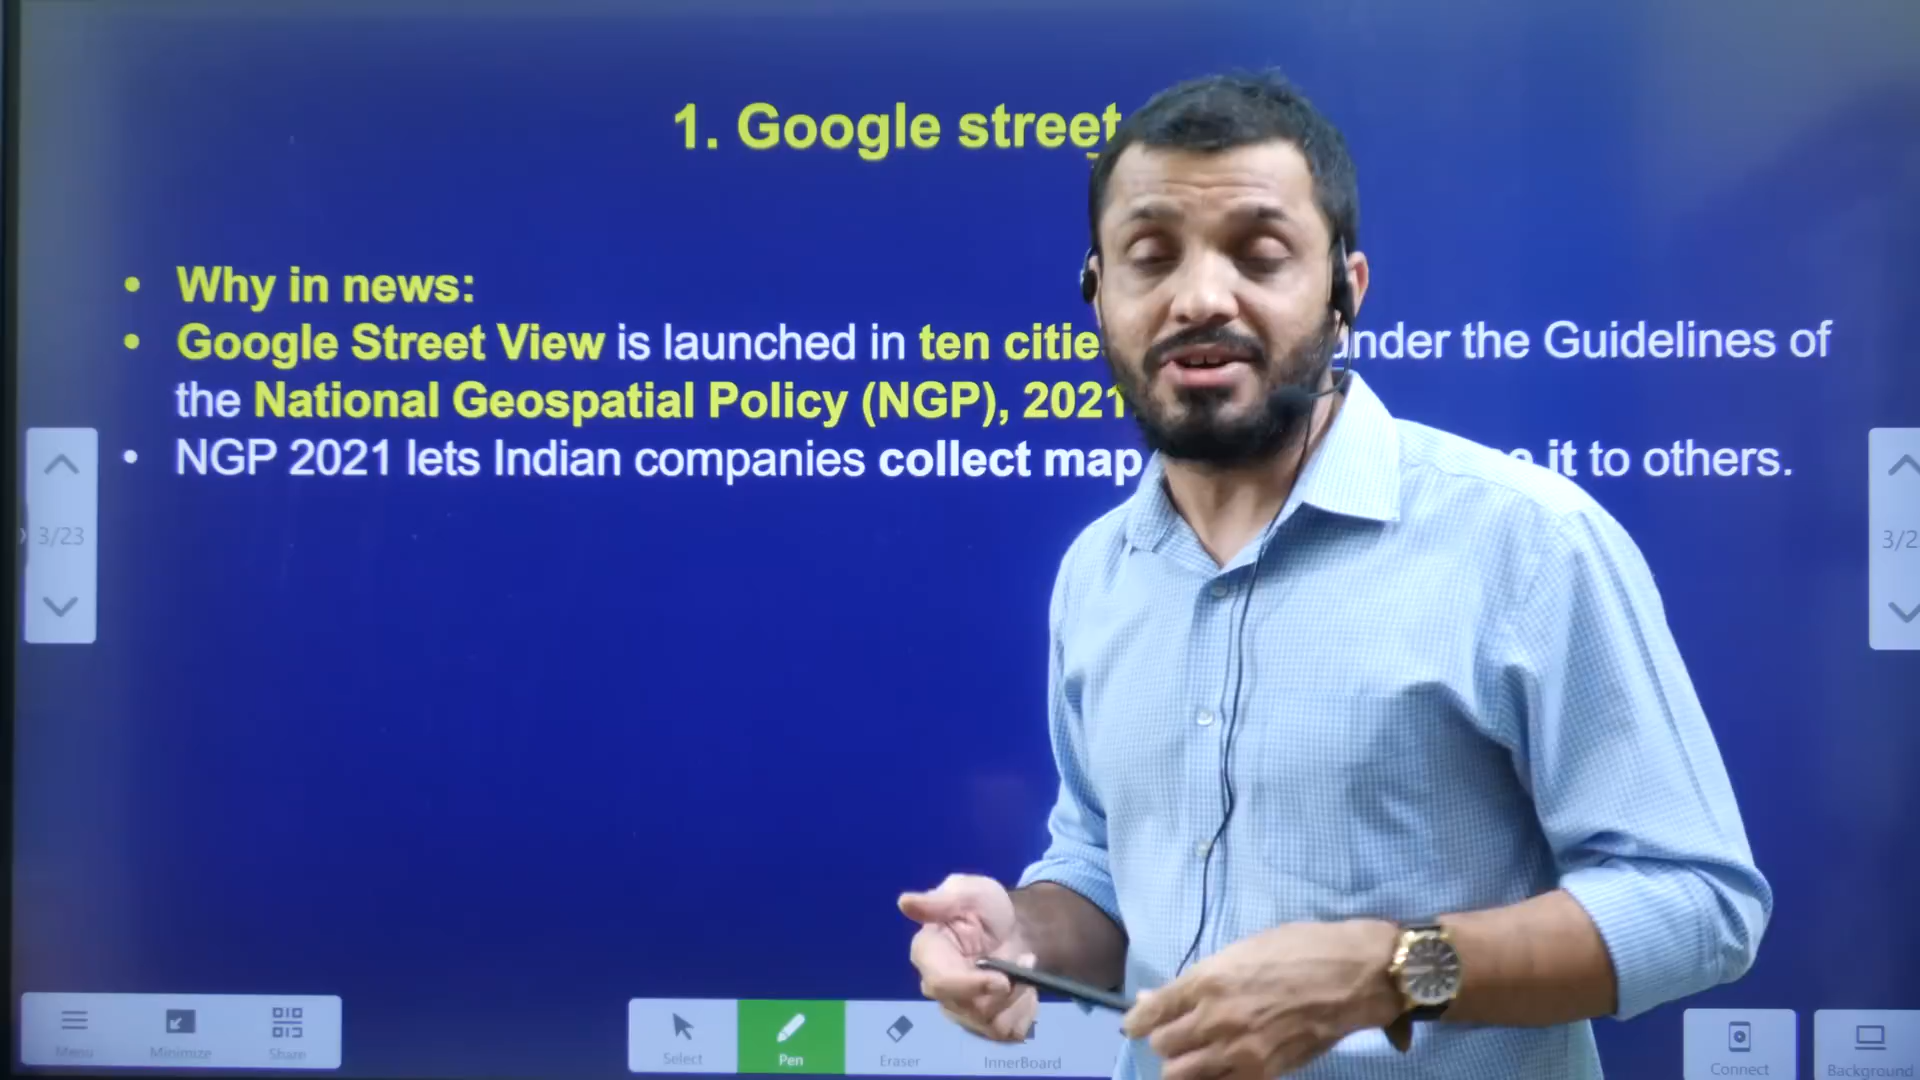 1. Google street
• Why in news:
• Google Street View is launched in ten under the Guidelines of
the National Geospatial Policy (NGP), 2021
• NGP 2021 lets Indian companies collect map it to others.
3/23
3/2
Menu
Minimize
Share
Select
Pen
Eraser
InnerBoard
Connect
Background